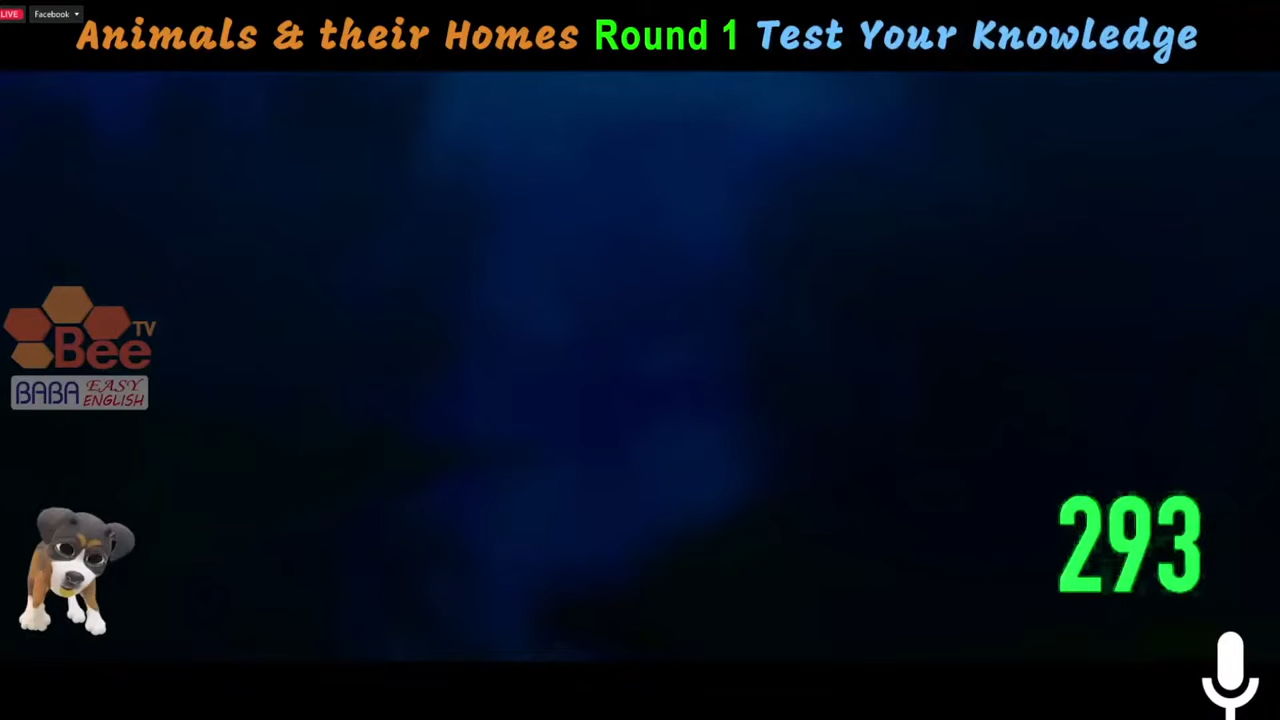 LIVE Facebook
Animals & their Homes Round 1 Test Your Knowledge
Bee TV
BABA EASY ENGLISH
293